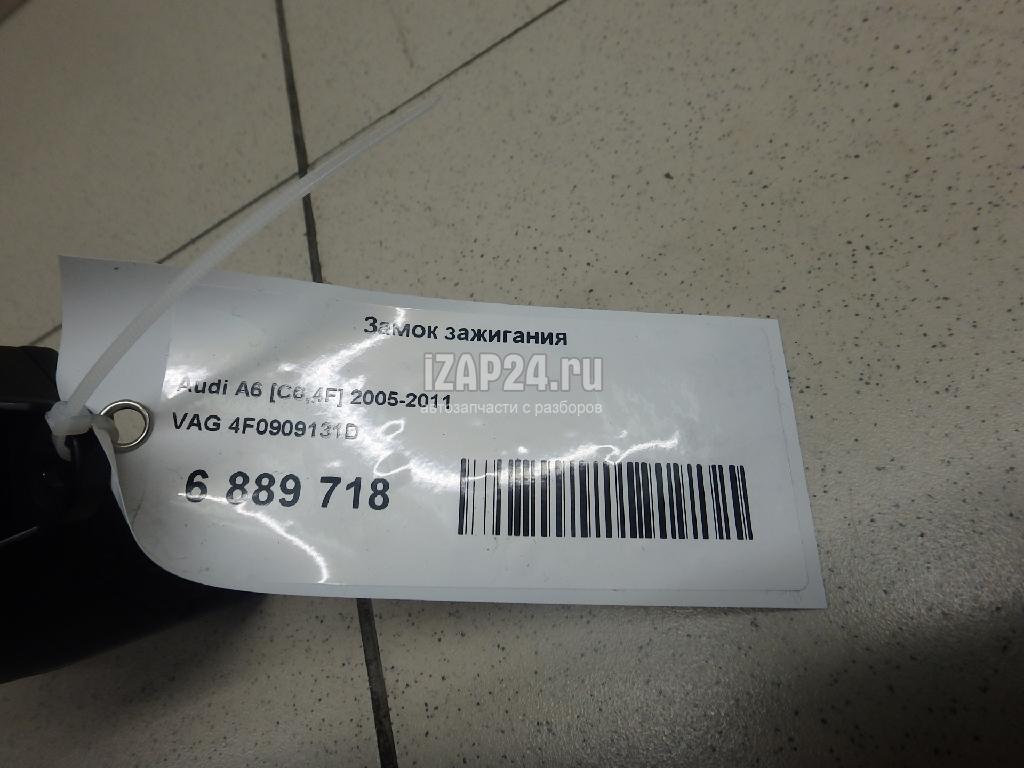 Замок зажигания
iZAP24.ru
Audi A6 [C6,4F] 2005-2011
автозапчасти с разборов
VAG 4F0909131D
6 889 718